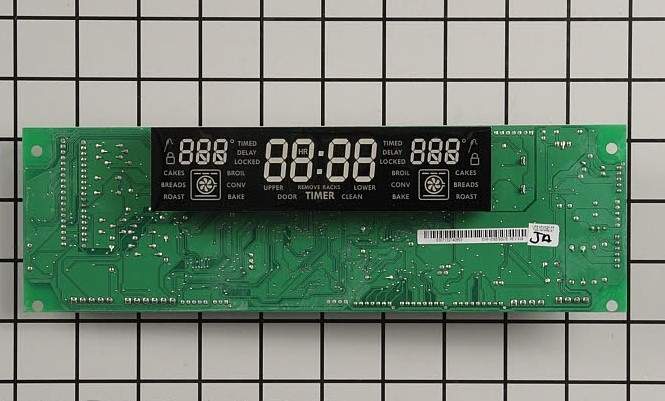 888° TIMED HR 88:88 TIMED 888°
DELAY DELAY
LOCKED LOCKED
CAKES BROIL BROIL CAKES
BREADS CONV UPPER REMOVE RACKS LOWER CONV BREADS
ROAST BAKE DOOR TIMER CLEAN BAKE ROAST
JA